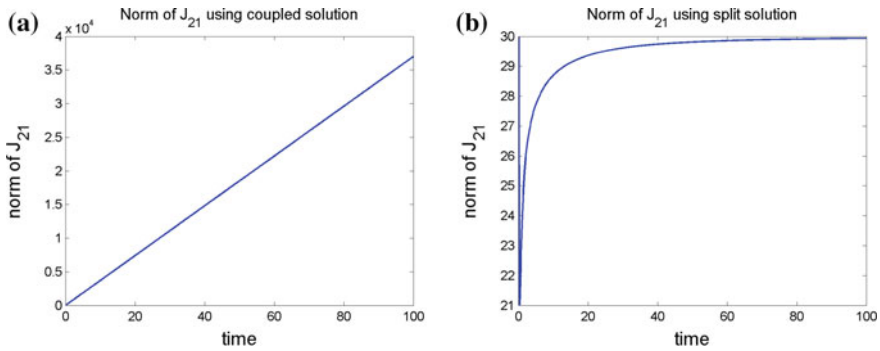 (a)
Norm of J21 using coupled solution
x 10^4
4
3.5
3
2.5
2
1.5
1
0.5
0
norm of J21
0 20 40 60 80 100
time
(b)
Norm of J21 using split solution
30
29
28
27
26
25
24
23
22
21
norm of J21
0 20 40 60 80 100
time